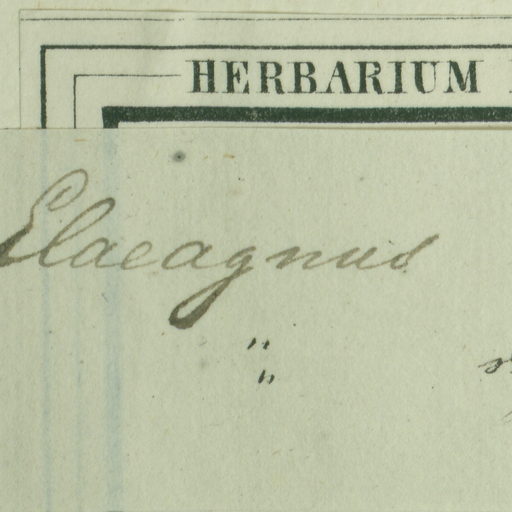 HERBARIUM
Elaeagnus
"
"